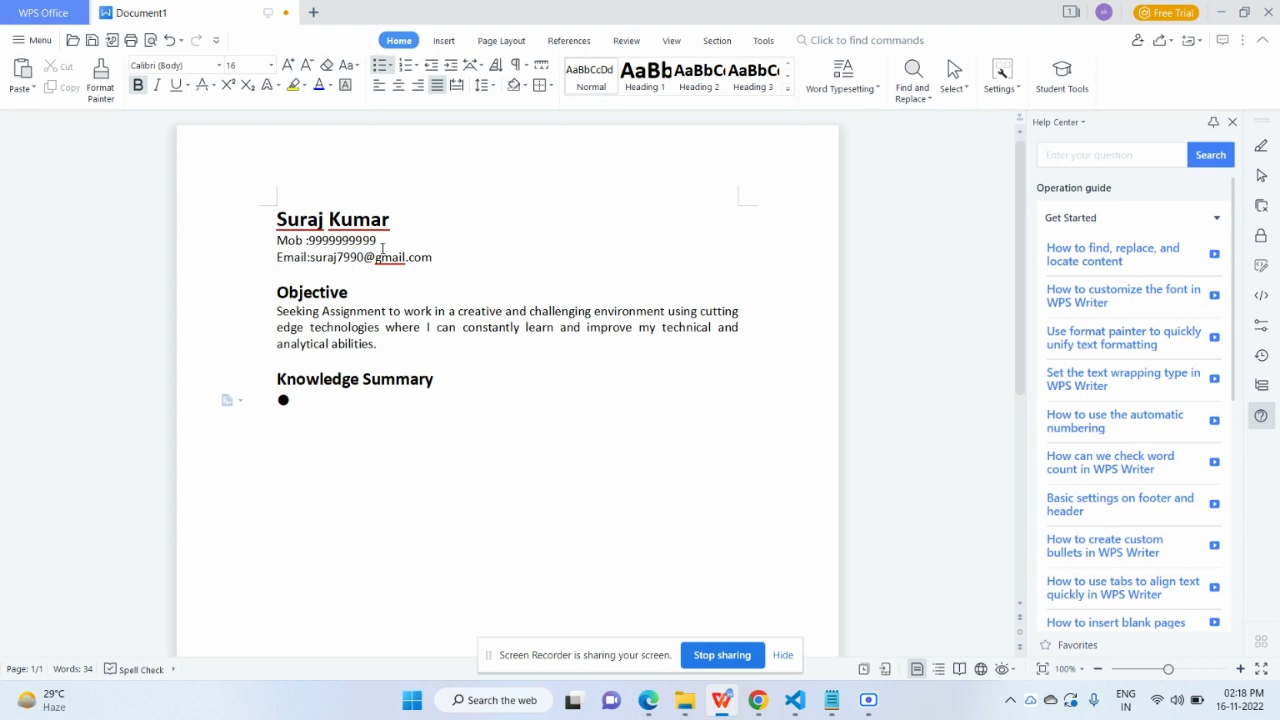 WPS Office
Document1
1
sh
Free Trial
Menu
Home
Insert
Page Layout
References
Review
View
Section
Tools
Click to find commands
Paste
Cut
Copy
Format
Painter
Calibri (Body)
16
AaBbCcDd
Normal
AaBb
Heading 1
AaBbC
Heading 2
AaBbC
Heading 3
Word Typesetting
Find and
Replace
Select
Settings
Student Tools
Suraj Kumar
Mob :9999999999
Email:suraj7990@gmail.com
Objective
Seeking Assignment to work in a creative and challenging environment using cutting
edge technologies where I can constantly learn and improve my technical and
analytical abilities.
Knowledge Summary
Help Center
Enter your question
Search
Operation guide
Get Started
How to find, replace, and
locate content
How to customize the font in
WPS Writer
Use format painter to quickly
unify text formatting
Set the text wrapping type in
WPS Writer
How to use the automatic
numbering
How can we check word
count in WPS Writer
Basic settings on footer and
header
How to create custom
bullets in WPS Writer
How to use tabs to align text
quickly in WPS Writer
How to insert blank pages
Favorites
Screen Recorder is sharing your screen.
Stop sharing
Hide
Page: 1/1
Words: 34
Spell Check
100%
29°C
Haze
Search the web
ENG
IN
02:18 PM
16-11-2022